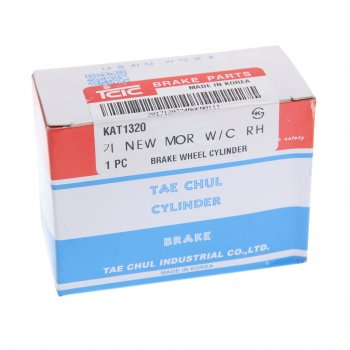 TCIC BRAKE PARTS
MADE IN KOREA
KAT1320
기 NEW MOR W/C RH
1 PC BRAKE WHEEL CYLINDER
safety
TAE CHUL
CYLINDER
BRAKE
TAE CHUL INDUSTRIAL CO.,LTD.
MADE IN KOREA